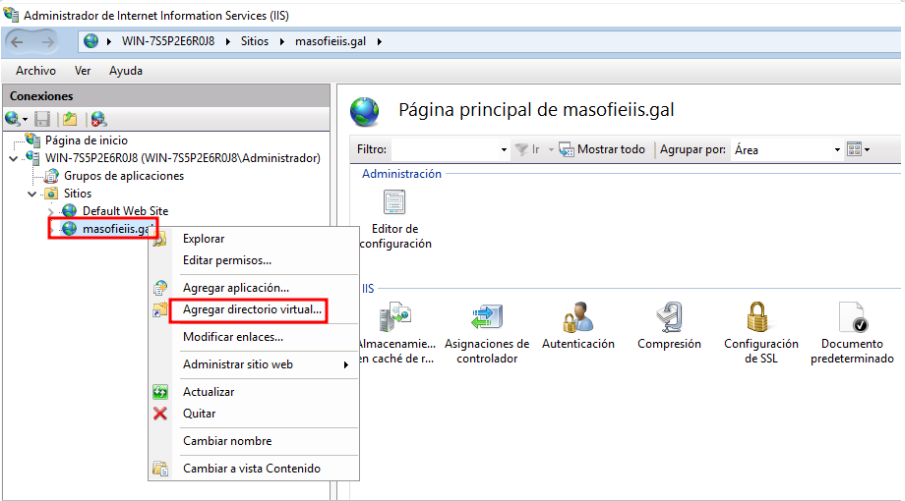 Administrador de Internet Information Services (IIS)
WIN-7S5P2E6R0J8 Sitios masofieiis.gal
Archivo Ver Ayuda
Conexiones
Página de inicio
WIN-7S5P2E6R0J8 (WIN-7S5P2E6R0J8\Administrador)
Grupos de aplicaciones
Sitios
Default Web Site
masofieiis.gal
Explorar
Editar permisos...
Agregar aplicación...
Agregar directorio virtual...
Modificar enlaces...
Administrar sitio web
Actualizar
Quitar
Cambiar nombre
Cambiar a vista Contenido
Página principal de masofieiis.gal
Filtro: Ir Mostrar todo Agrupar por: Área
Administración
Editor de
configuración
IIS
Almacenamie... Asignaciones de Autenticación Compresión Configuración Documento
en caché de r... controlador de SSL predeterminado